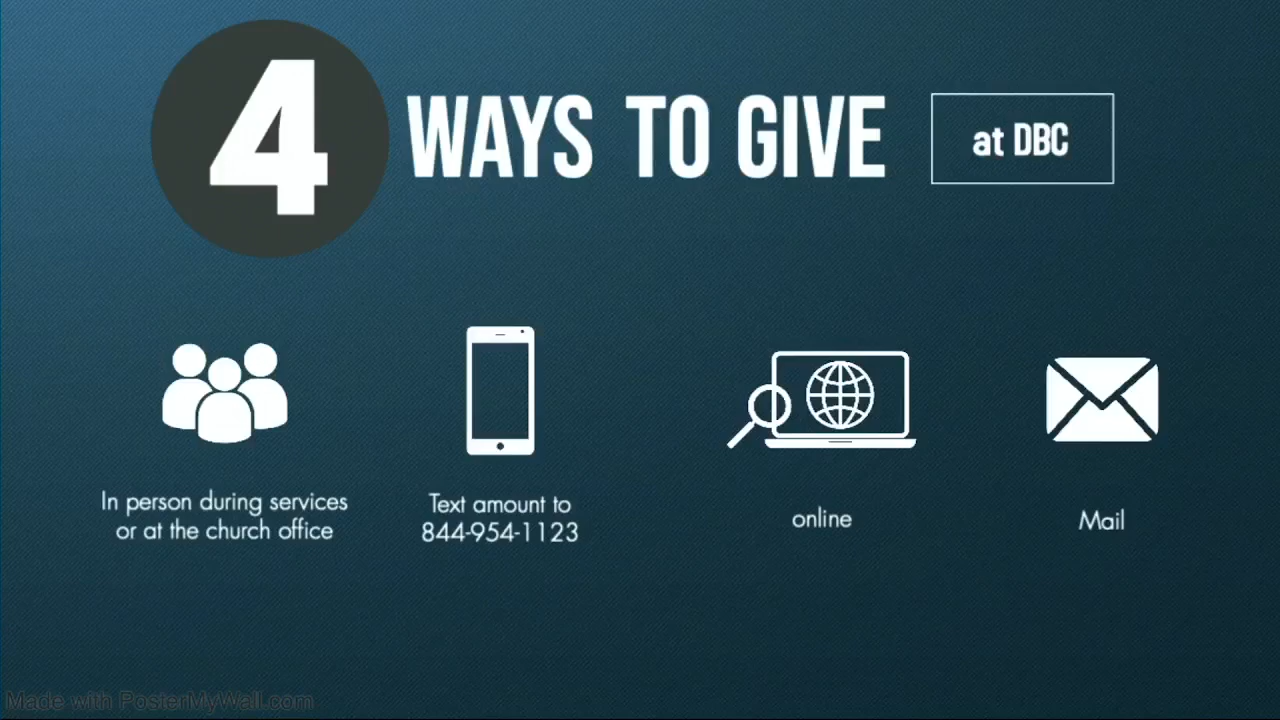 4 WAYS TO GIVE at DBC
In person during services
or at the church office
Text amount to
844-954-1123
online
Mail
Made with PosterMyWall.com